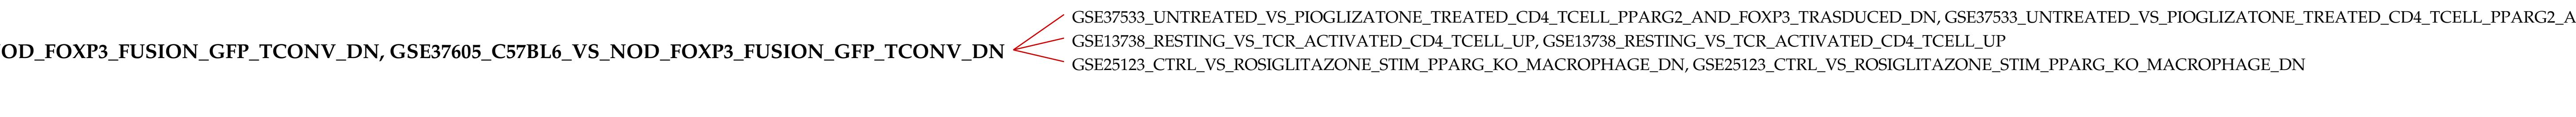 GSE37533_UNTREATED_VS_PIOGLIZATONE_TREATED_CD4_TCELL_PPARG2_AND_FOXP3_TRASDUCED_DN, GSE37533_UNTREATED_VS_PIOGLIZATONE_TREATED_CD4_TCELL_PPARG2_A
GSE13738_RESTING_VS_TCR_ACTIVATED_CD4_TCELL_UP, GSE13738_RESTING_VS_TCR_ACTIVATED_CD4_TCELL_UP
OD_FOXP3_FUSION_GFP_TCONV_DN, GSE37605_C57BL6_VS_NOD_FOXP3_FUSION_GFP_TCONV_DN
GSE25123_CTRL_VS_ROSIGLITAZONE_STIM_PPARG_KO_MACROPHAGE_DN, GSE25123_CTRL_VS_ROSIGLITAZONE_STIM_PPARG_KO_MACROPHAGE_DN